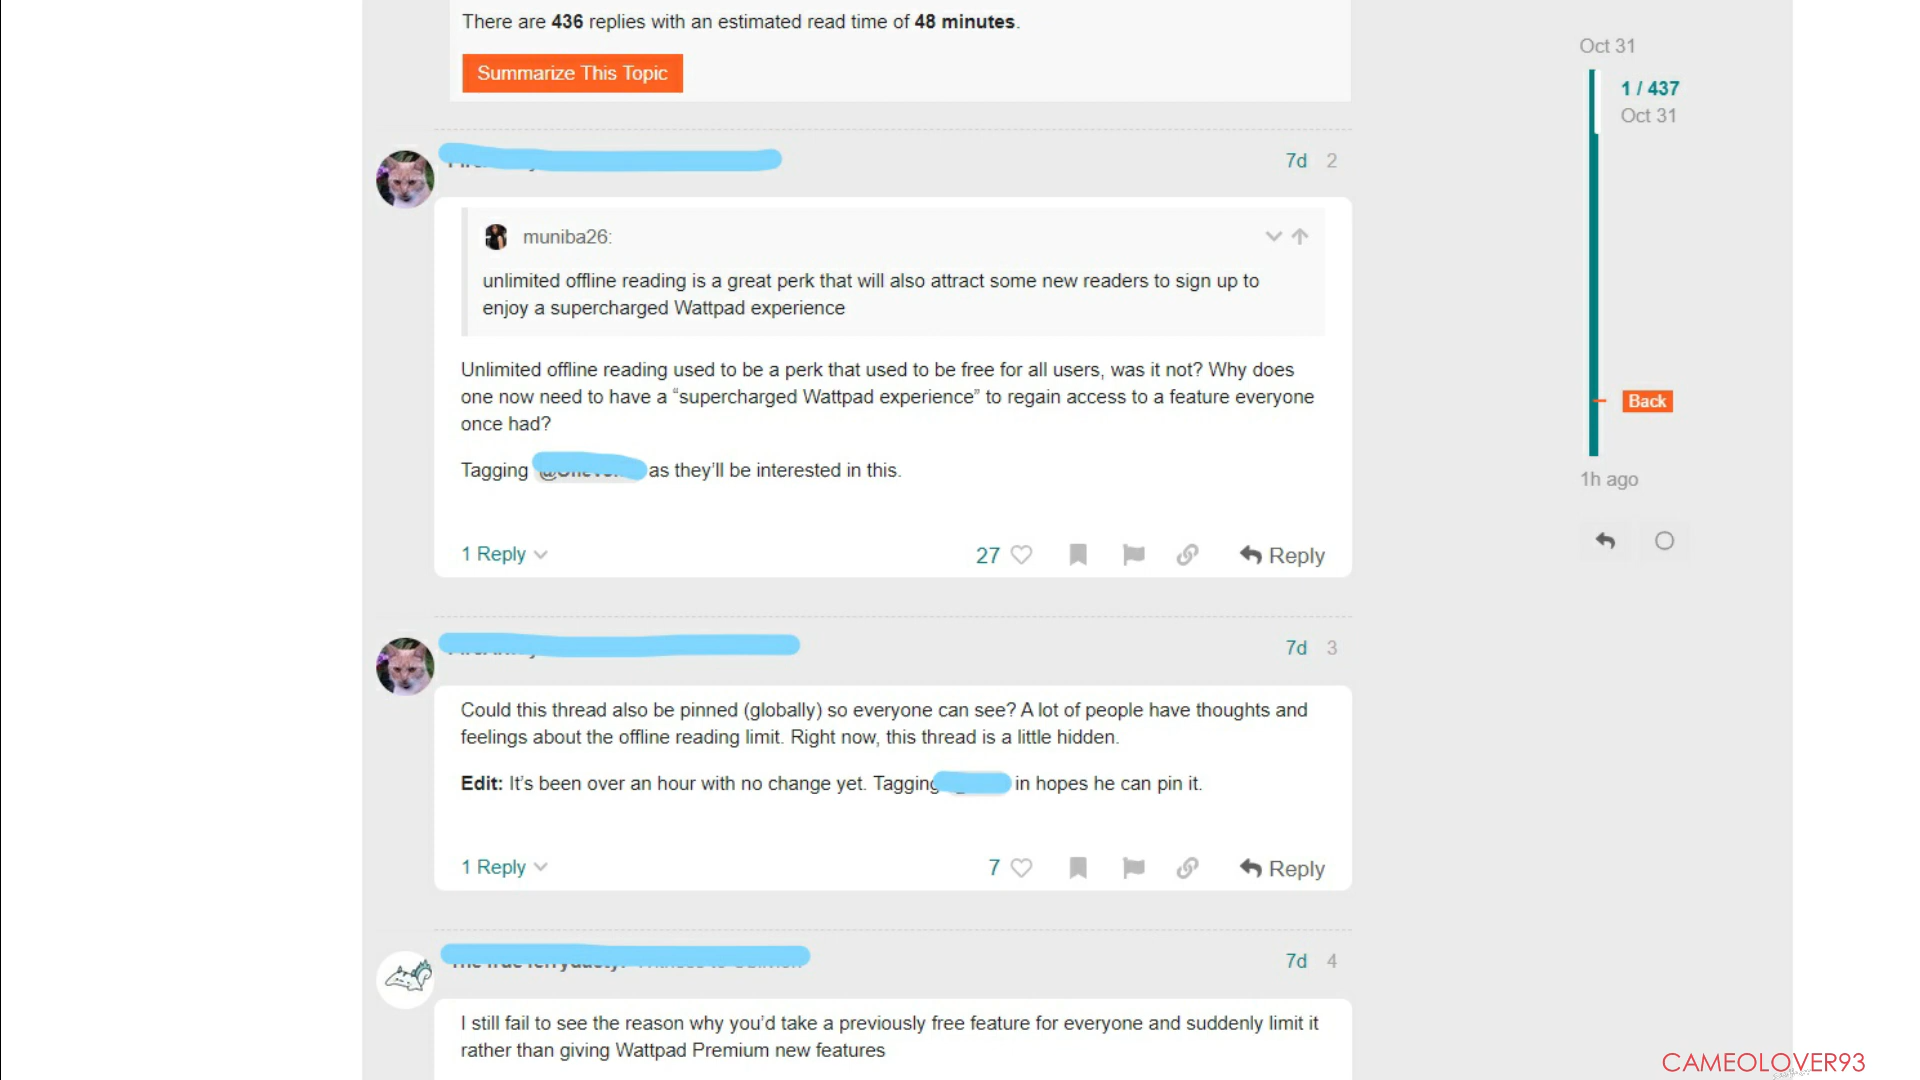 There are 436 replies with an estimated read time of 48 minutes.
Summarize This Topic
Oct 31
1 / 437
Oct 31
7d 2
muniba26:
unlimited offline reading is a great perk that will also attract some new readers to sign up to
enjoy a supercharged Wattpad experience
Unlimited offline reading used to be a perk that used to be free for all users, was it not? Why does
one now need to have a “supercharged Wattpad experience” to regain access to a feature everyone
once had?
Back
Tagging as they’ll be interested in this.
1h ago
1 Reply 27 Reply
7d 3
Could this thread also be pinned (globally) so everyone can see? A lot of people have thoughts and
feelings about the offline reading limit. Right now, this thread is a little hidden.
Edit: It’s been over an hour with no change yet. Tagging in hopes he can pin it.
1 Reply 7 Reply
7d 4
I still fail to see the reason why you’d take a previously free feature for everyone and suddenly limit it
rather than giving Wattpad Premium new features
CAMEOLOVER93